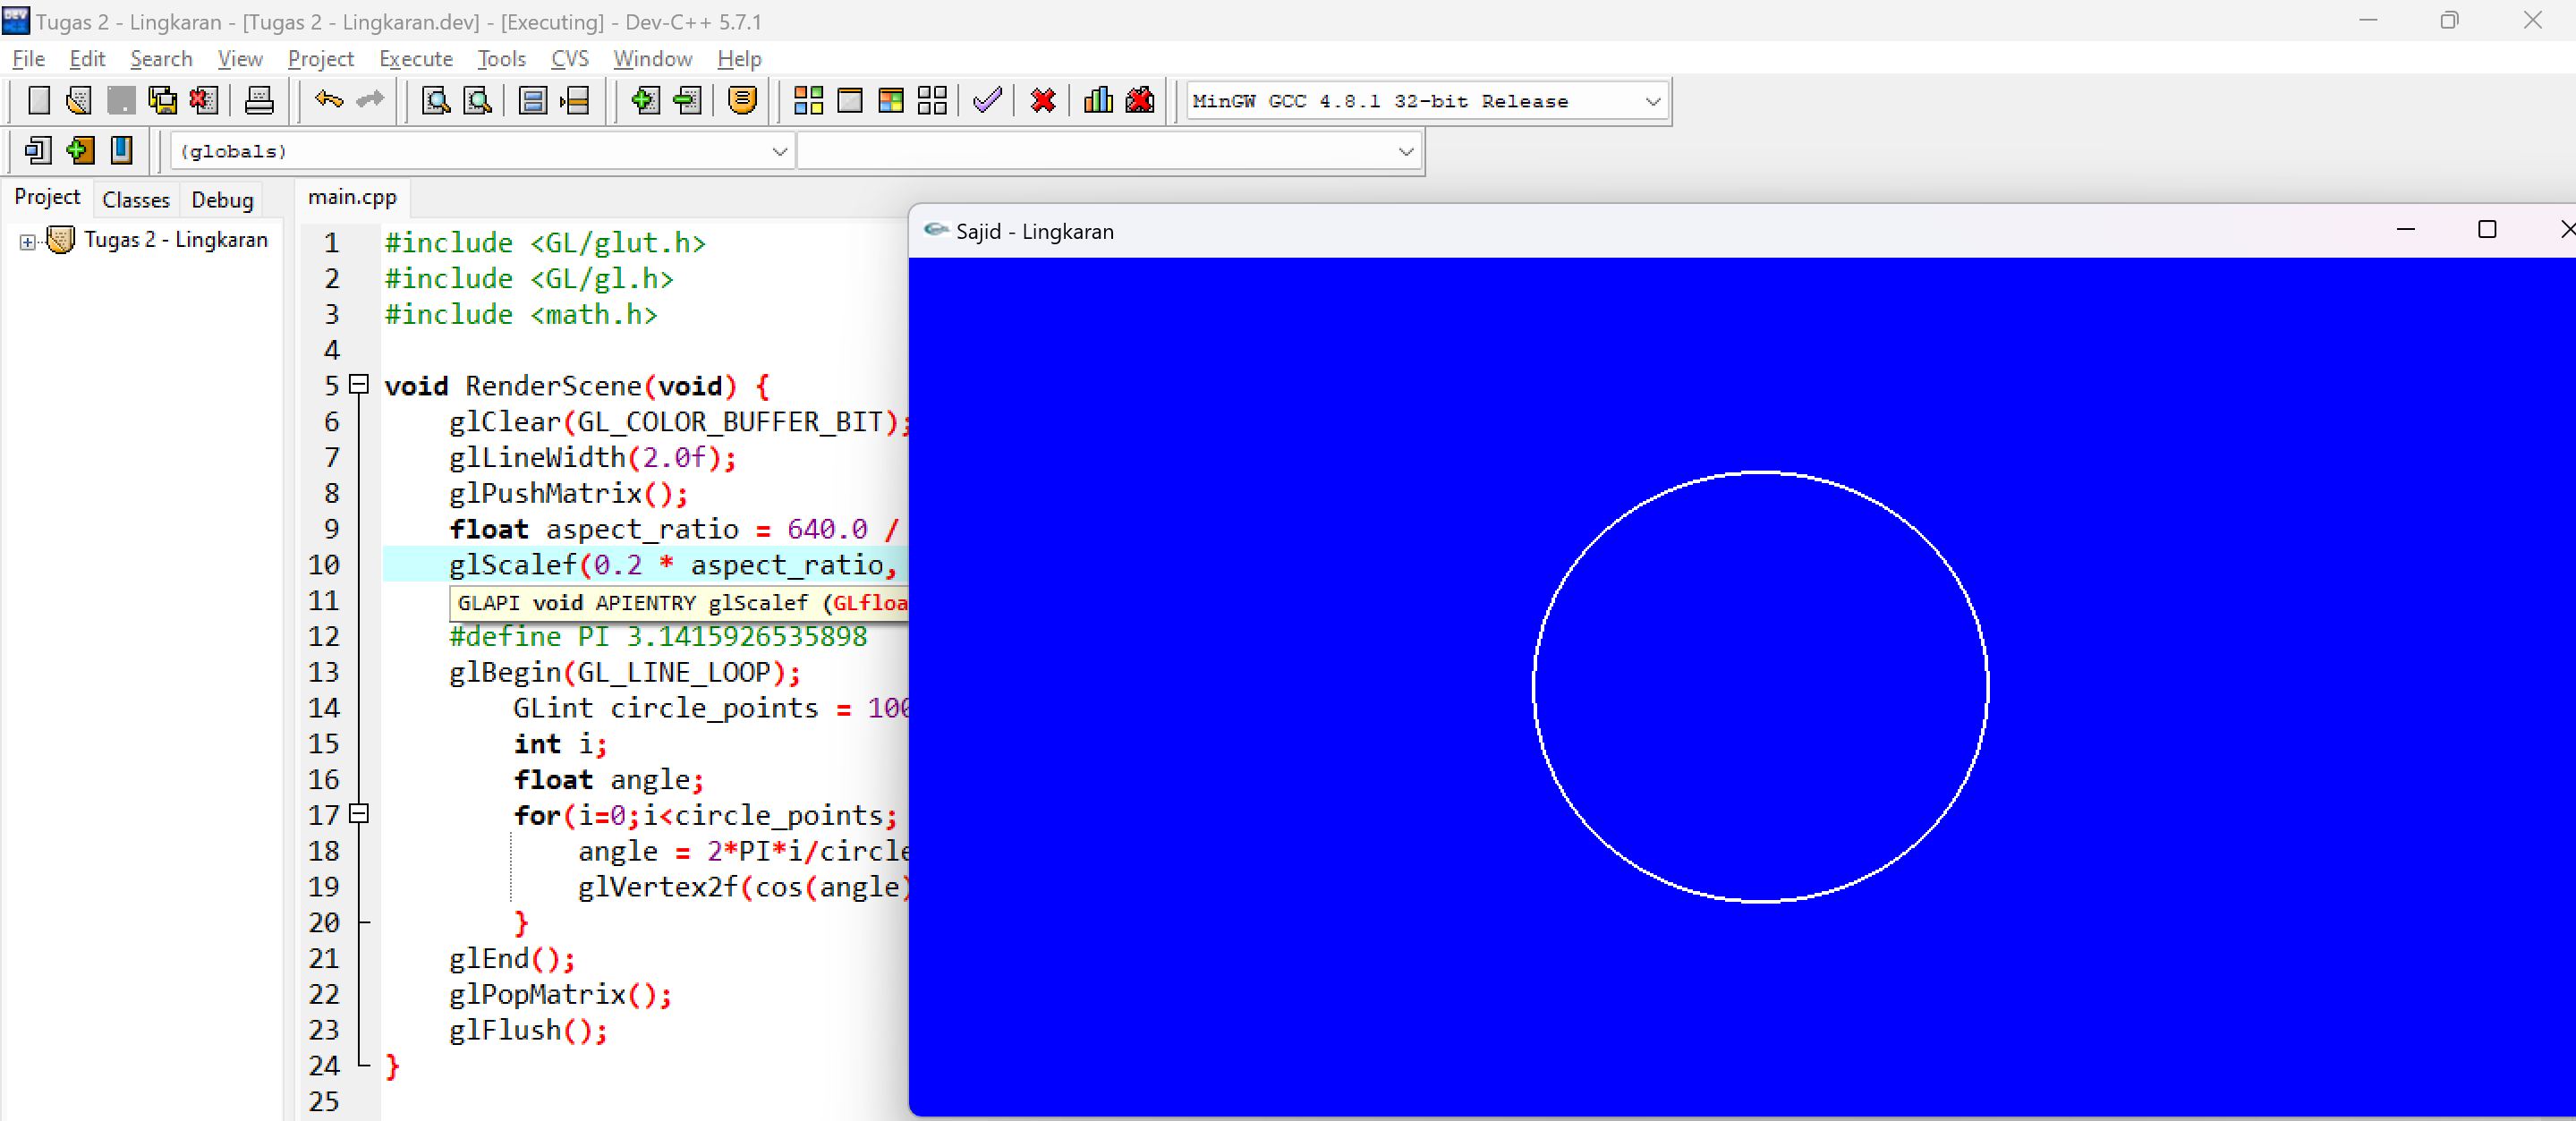 Tugas 2 - Lingkaran - [Tugas 2 - Lingkaran.dev] - [Executing] - Dev-C++ 5.7.1
File Edit Search View Project Execute Tools CVS Window Help
MinGW GCC 4.8.1 32-bit Release
(globals)
Project Classes Debug
main.cpp
Tugas 2 - Lingkaran
Sajid - Lingkaran
1 #include <GL/glut.h>
2 #include <GL/gl.h>
3 #include <math.h>
4
5 void RenderScene(void) {
6 glClear(GL_COLOR_BUFFER_BIT);
7 glLineWidth(2.0f);
8 glPushMatrix();
9 float aspect_ratio = 640.0 /
10 glScalef(0.2 * aspect_ratio,
11 GLAPI void APIENTRY glScalef (GLfloa
12 #define PI 3.1415926535898
13 glBegin(GL_LINE_LOOP);
14 GLint circle_points = 100
15 int i;
16 float angle;
17 for(i=0;i<circle_points;
18 angle = 2*PI*i/circle
19 glVertex2f(cos(angle)
20 }
21 glEnd();
22 glPopMatrix();
23 glFlush();
24 }
25